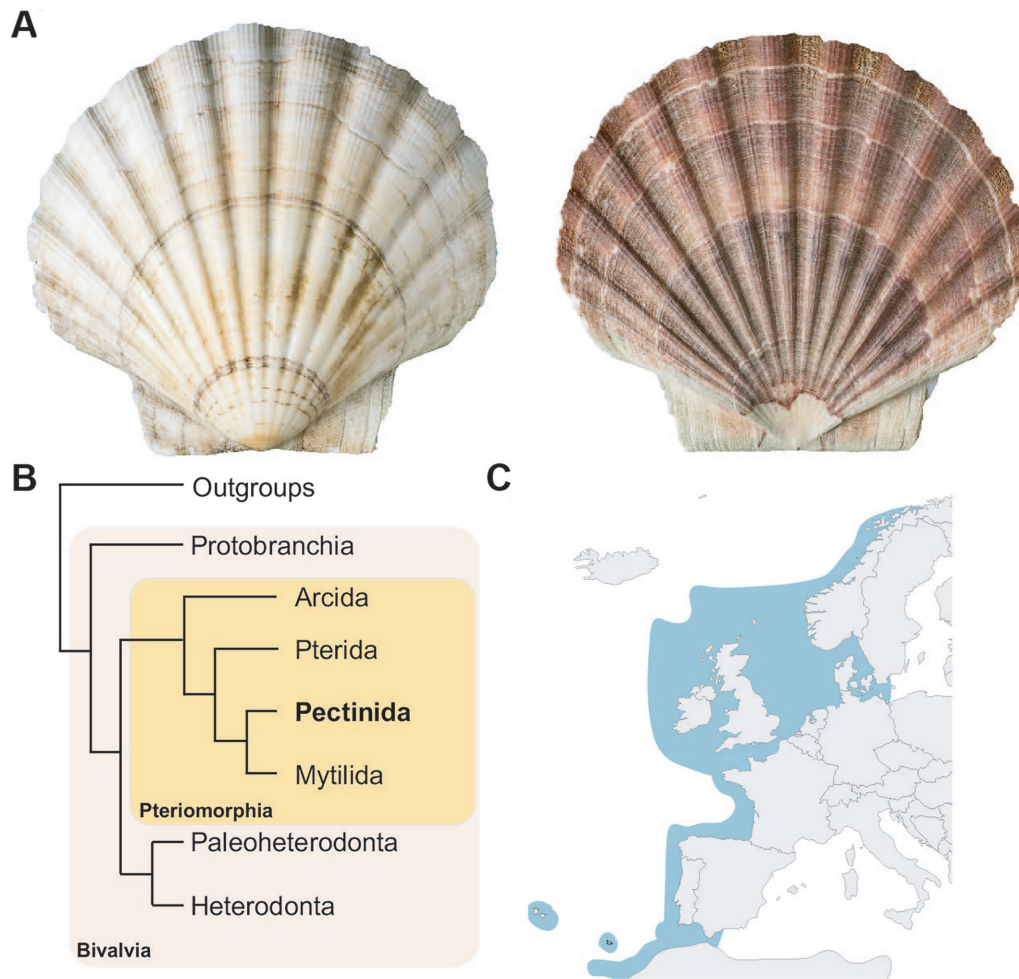 A
B
Outgroups
Protobranchia
Arcida
Pterida
Pectinida
Mytilida
Pteriomorphia
Paleoheterodonta
Heterodonta
Bivalvia
C